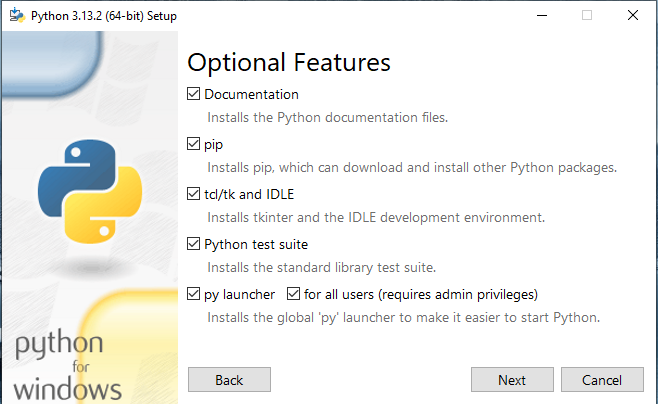 Python 3.13.2 (64-bit) Setup
Optional Features
Documentation
Installs the Python documentation files.
pip
Installs pip, which can download and install other Python packages.
tcl/tk and IDLE
Installs tkinter and the IDLE development environment.
Python test suite
Installs the standard library test suite.
py launcher for all users (requires admin privileges)
Installs the global 'py' launcher to make it easier to start Python.
python
for
windows
Back Next Cancel